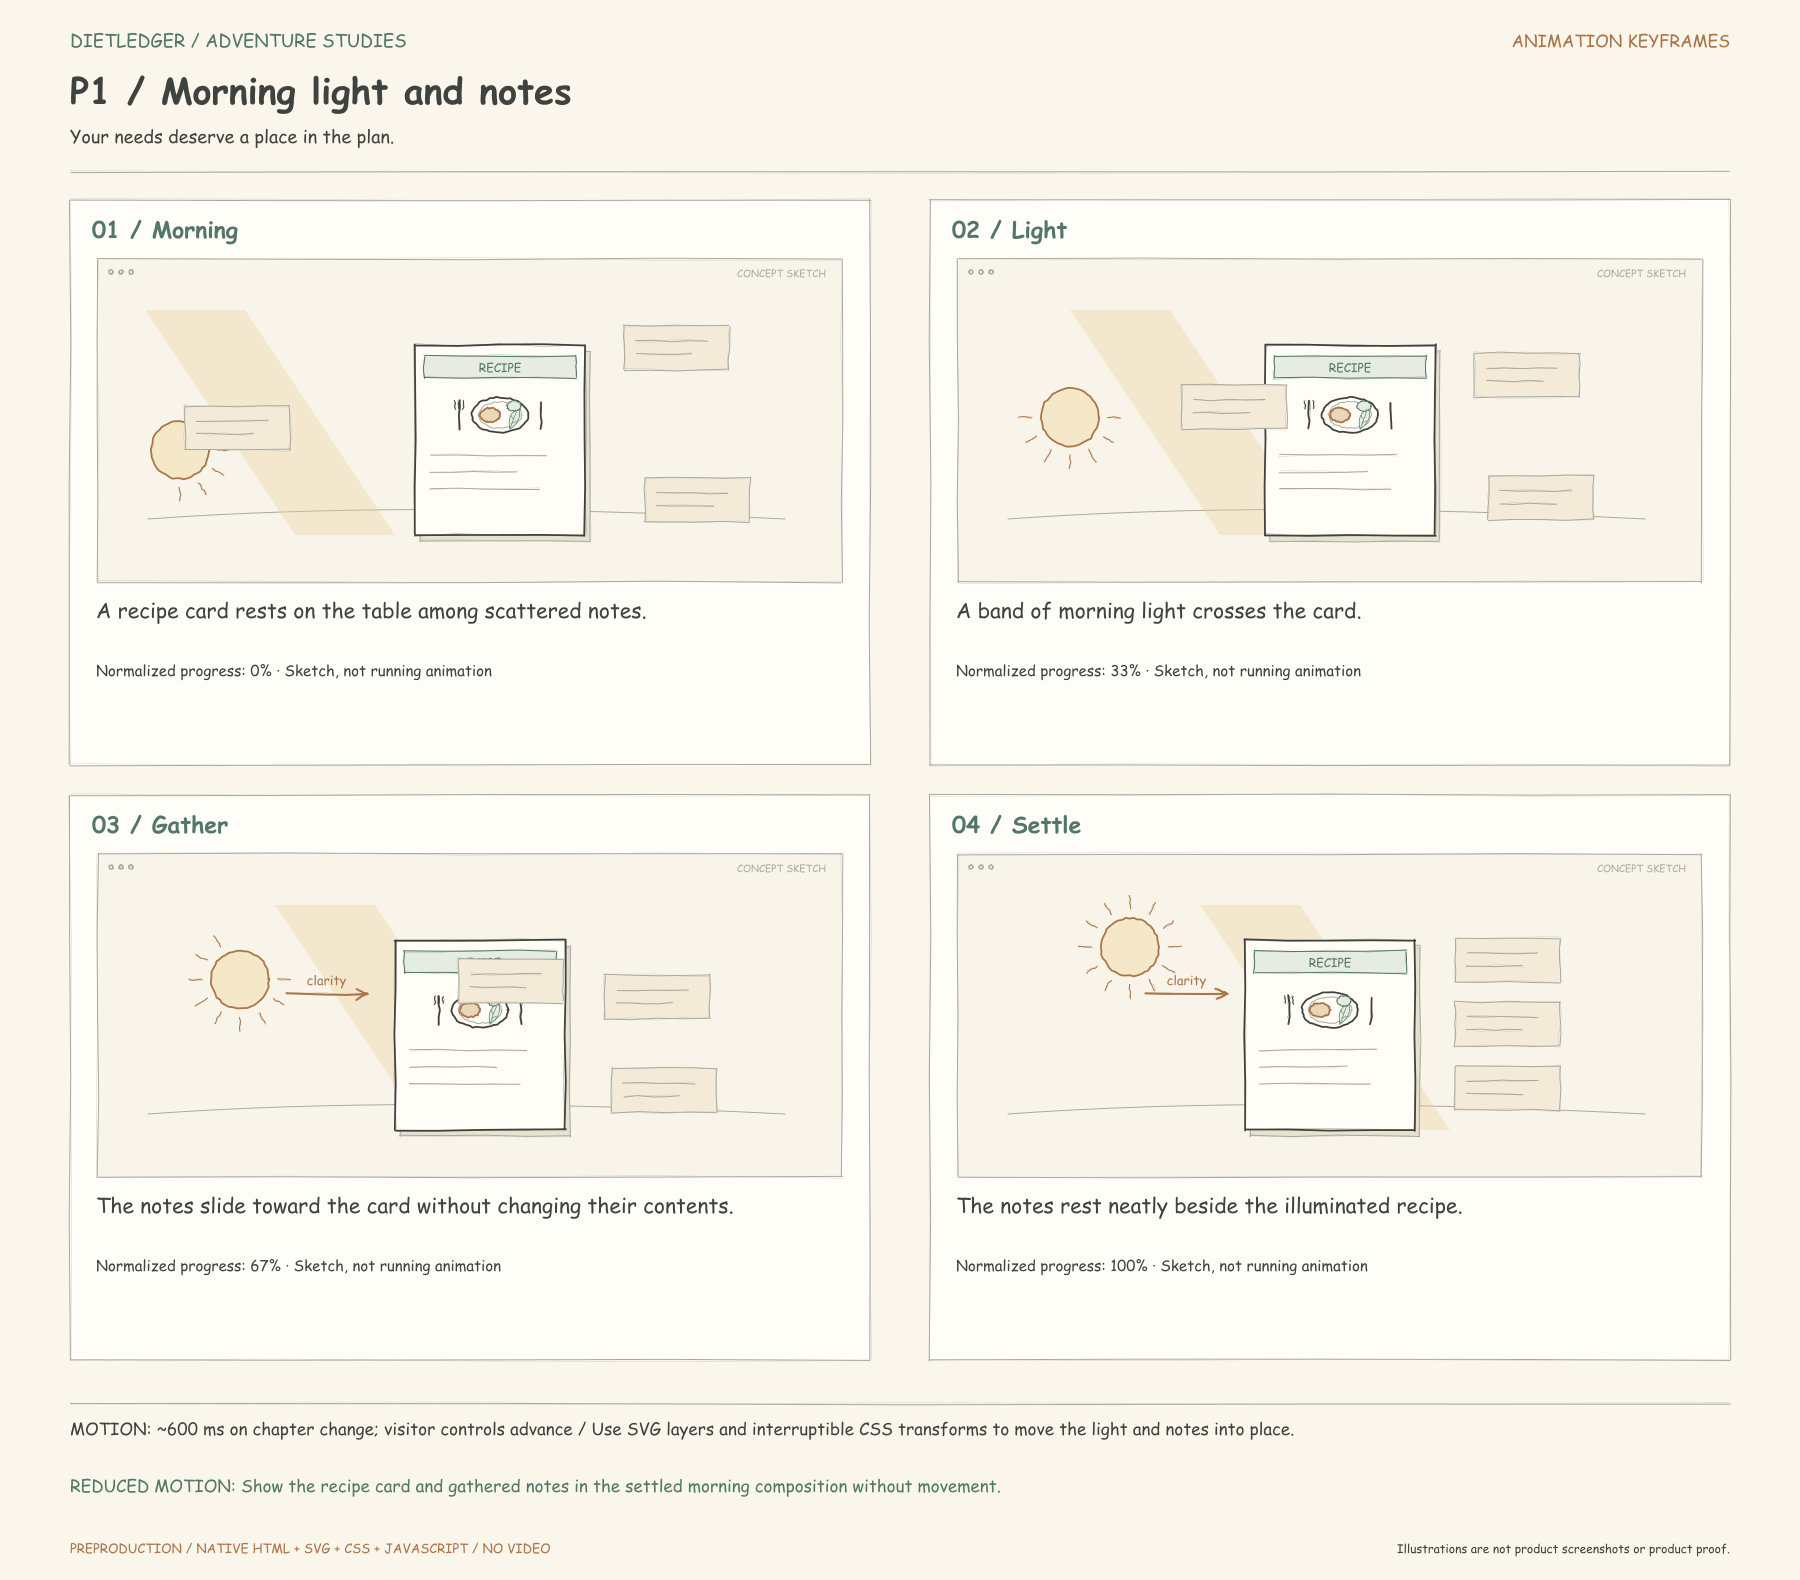 DIETLEDGER / ADVENTURE STUDIES
ANIMATION KEYFRAMES
P1 / Morning light and notes
Your needs deserve a place in the plan.
01 / Morning
CONCEPT SKETCH
RECIPE
A recipe card rests on the table among scattered notes.
Normalized progress: 0% · Sketch, not running animation
02 / Light
CONCEPT SKETCH
RECIPE
A band of morning light crosses the card.
Normalized progress: 33% · Sketch, not running animation
03 / Gather
CONCEPT SKETCH
clarity
The notes slide toward the card without changing their contents.
Normalized progress: 67% · Sketch, not running animation
04 / Settle
CONCEPT SKETCH
clarity
RECIPE
The notes rest neatly beside the illuminated recipe.
Normalized progress: 100% · Sketch, not running animation
MOTION: ~600 ms on chapter change; visitor controls advance / Use SVG layers and interruptible CSS transforms to move the light and notes into place.
REDUCED MOTION: Show the recipe card and gathered notes in the settled morning composition without movement.
PREPRODUCTION / NATIVE HTML + SVG + CSS + JAVASCRIPT / NO VIDEO
Illustrations are not product screenshots or product proof.